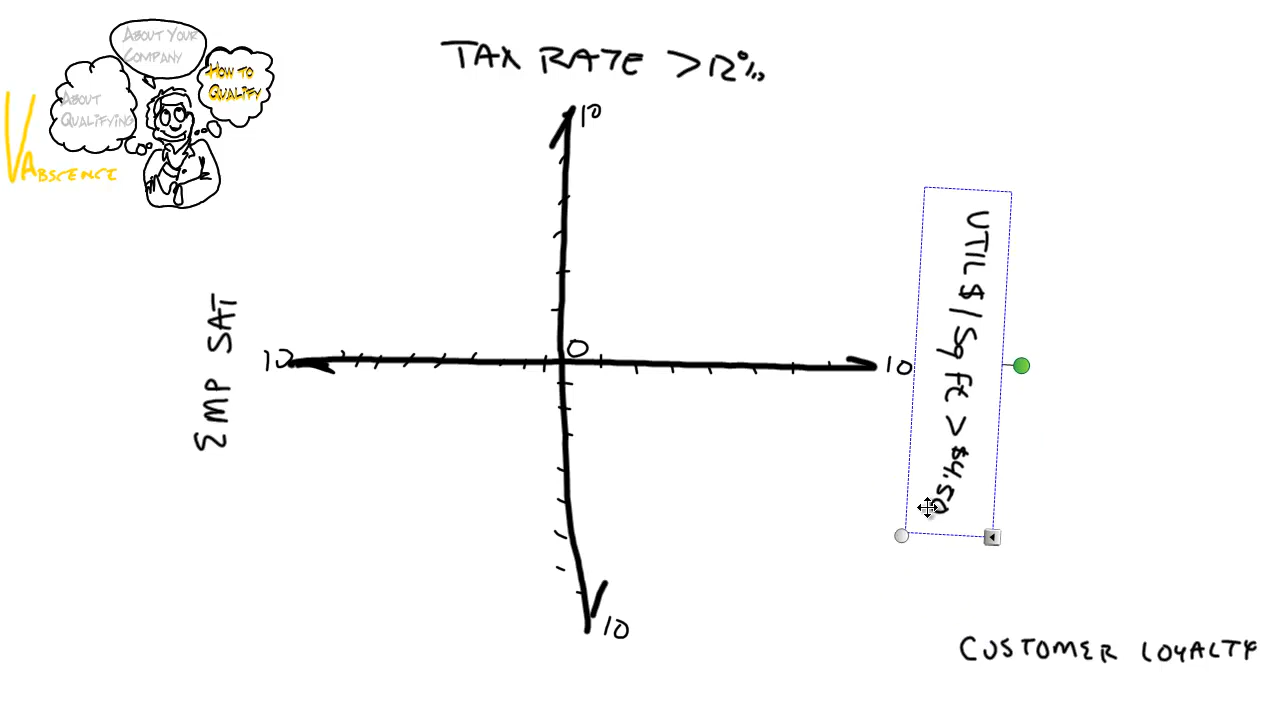 About Your
Company
How to
Qualify
About
Qualifying
VAbscence
TAX RATE >12%
10
EMP SAT
10
0
10
UTIL $/Sq ft > $4.50
10
CUSTOMER LOYALTY